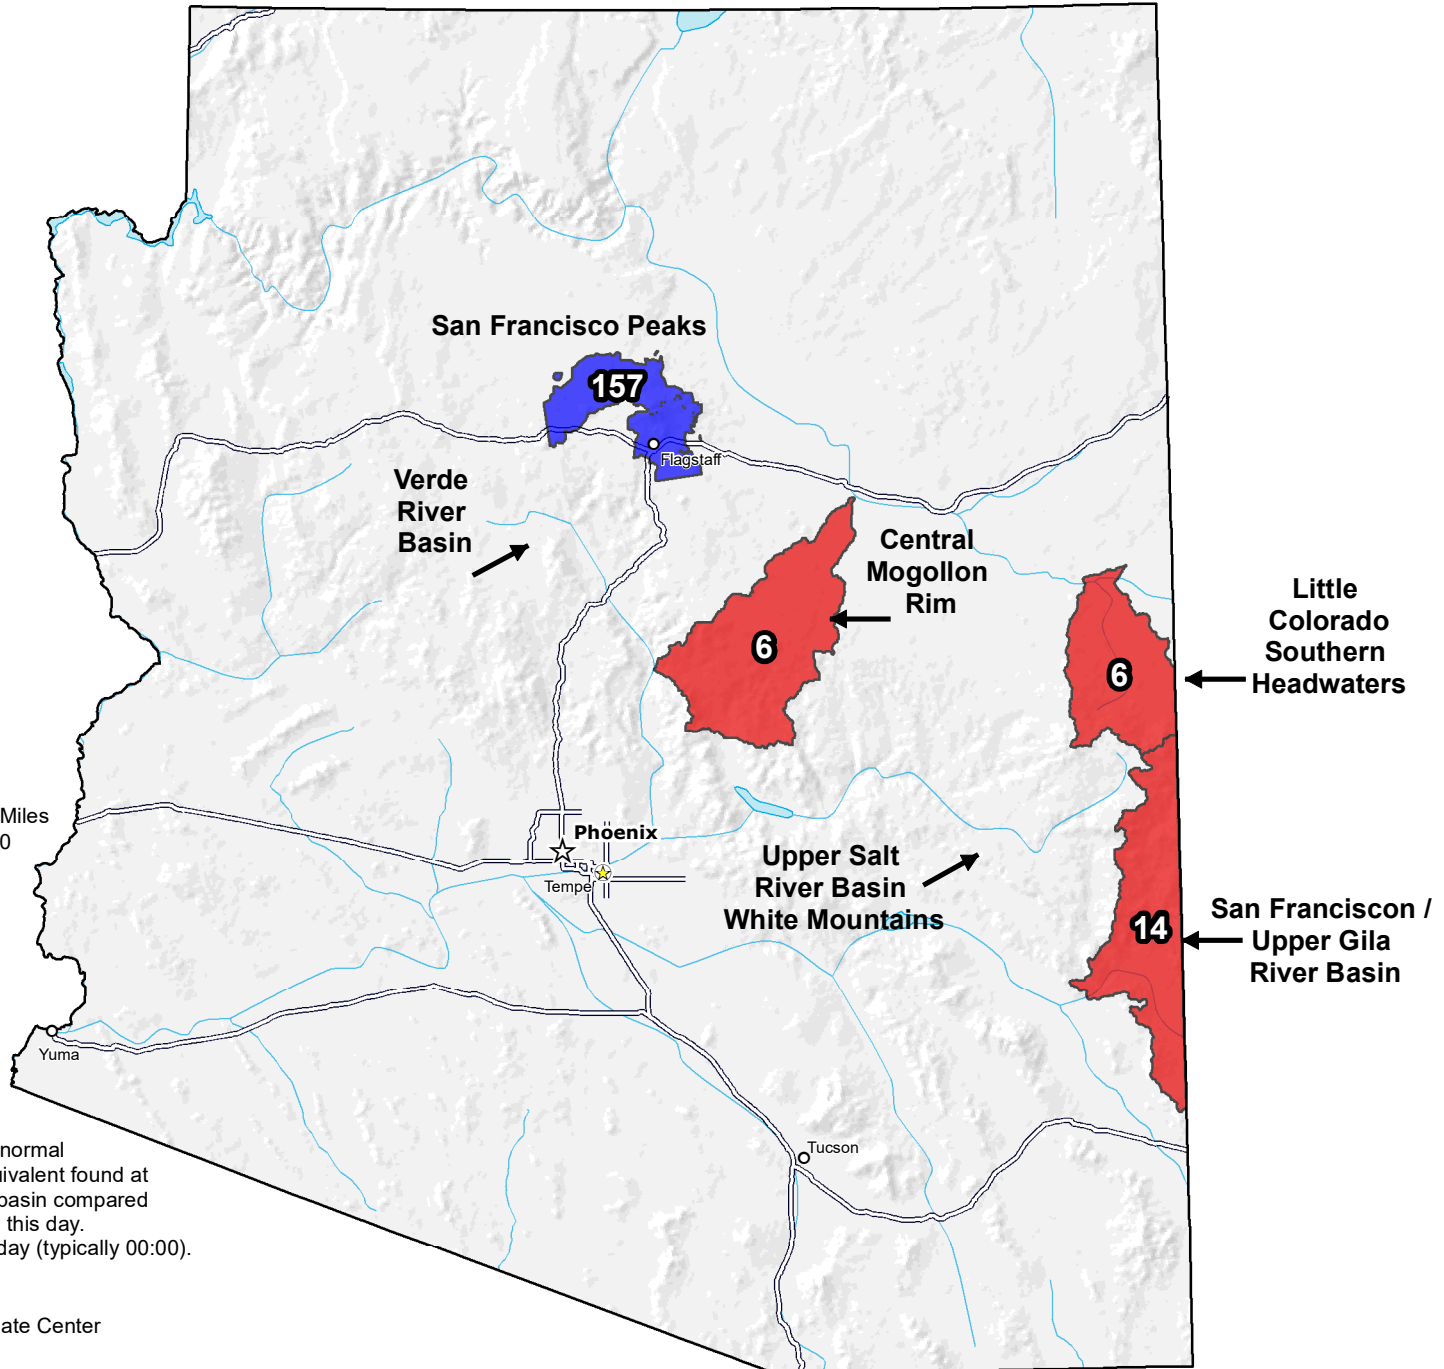 San Francisco Peaks
157
Flagstaff
Verde
River
Basin
Central
Mogollon
Rim
6
Little
Colorado
Southern
Headwaters
6
Miles
0
Phoenix
Tempe
Upper Salt
River Basin
White Mountains
14
San Franciscon /
Upper Gila
River Basin
Yuma
Tucson
normal
uivalent found at
basin compared
this day.
day (typically 00:00).
ate Center